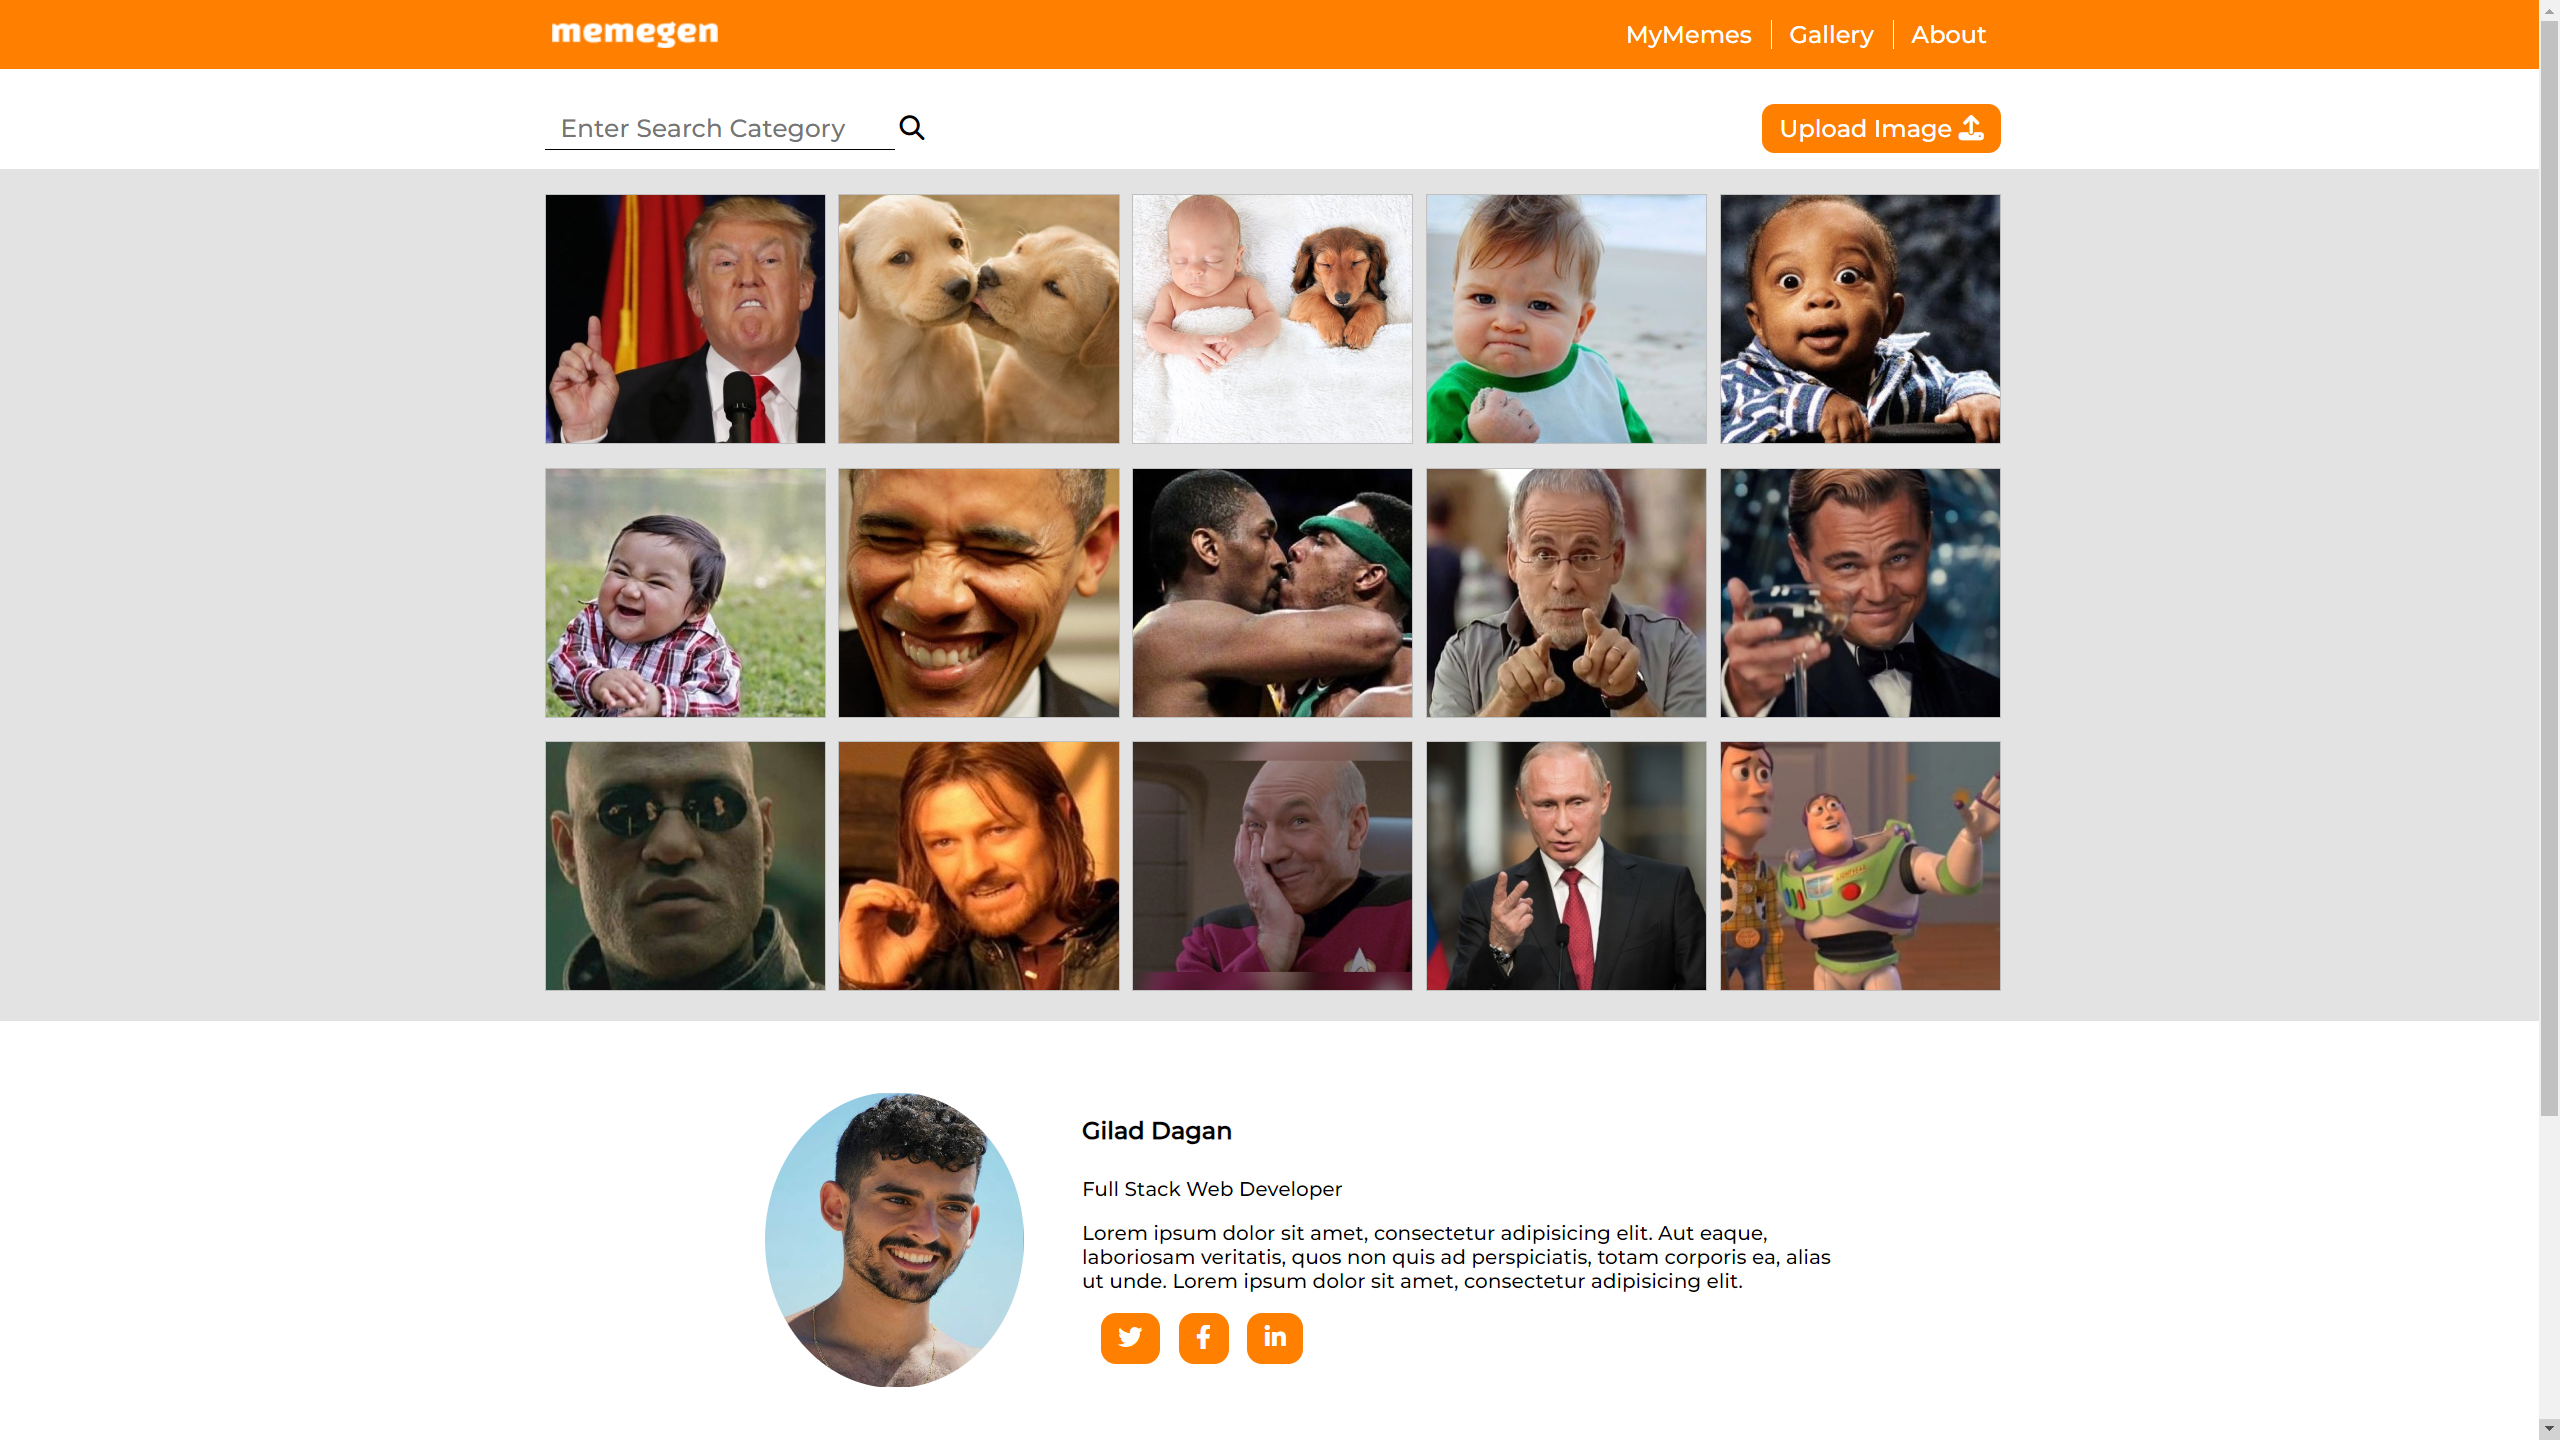 memegen
MyMemes
Gallery
About
Enter Search Category
Upload Image
LIGHTYEAR
Gilad Dagan
Full Stack Web Developer
Lorem ipsum dolor sit amet, consectetur adipisicing elit. Aut eaque,
laboriosam veritatis, quos non quis ad perspiciatis, totam corporis ea, alias
ut unde. Lorem ipsum dolor sit amet, consectetur adipisicing elit.